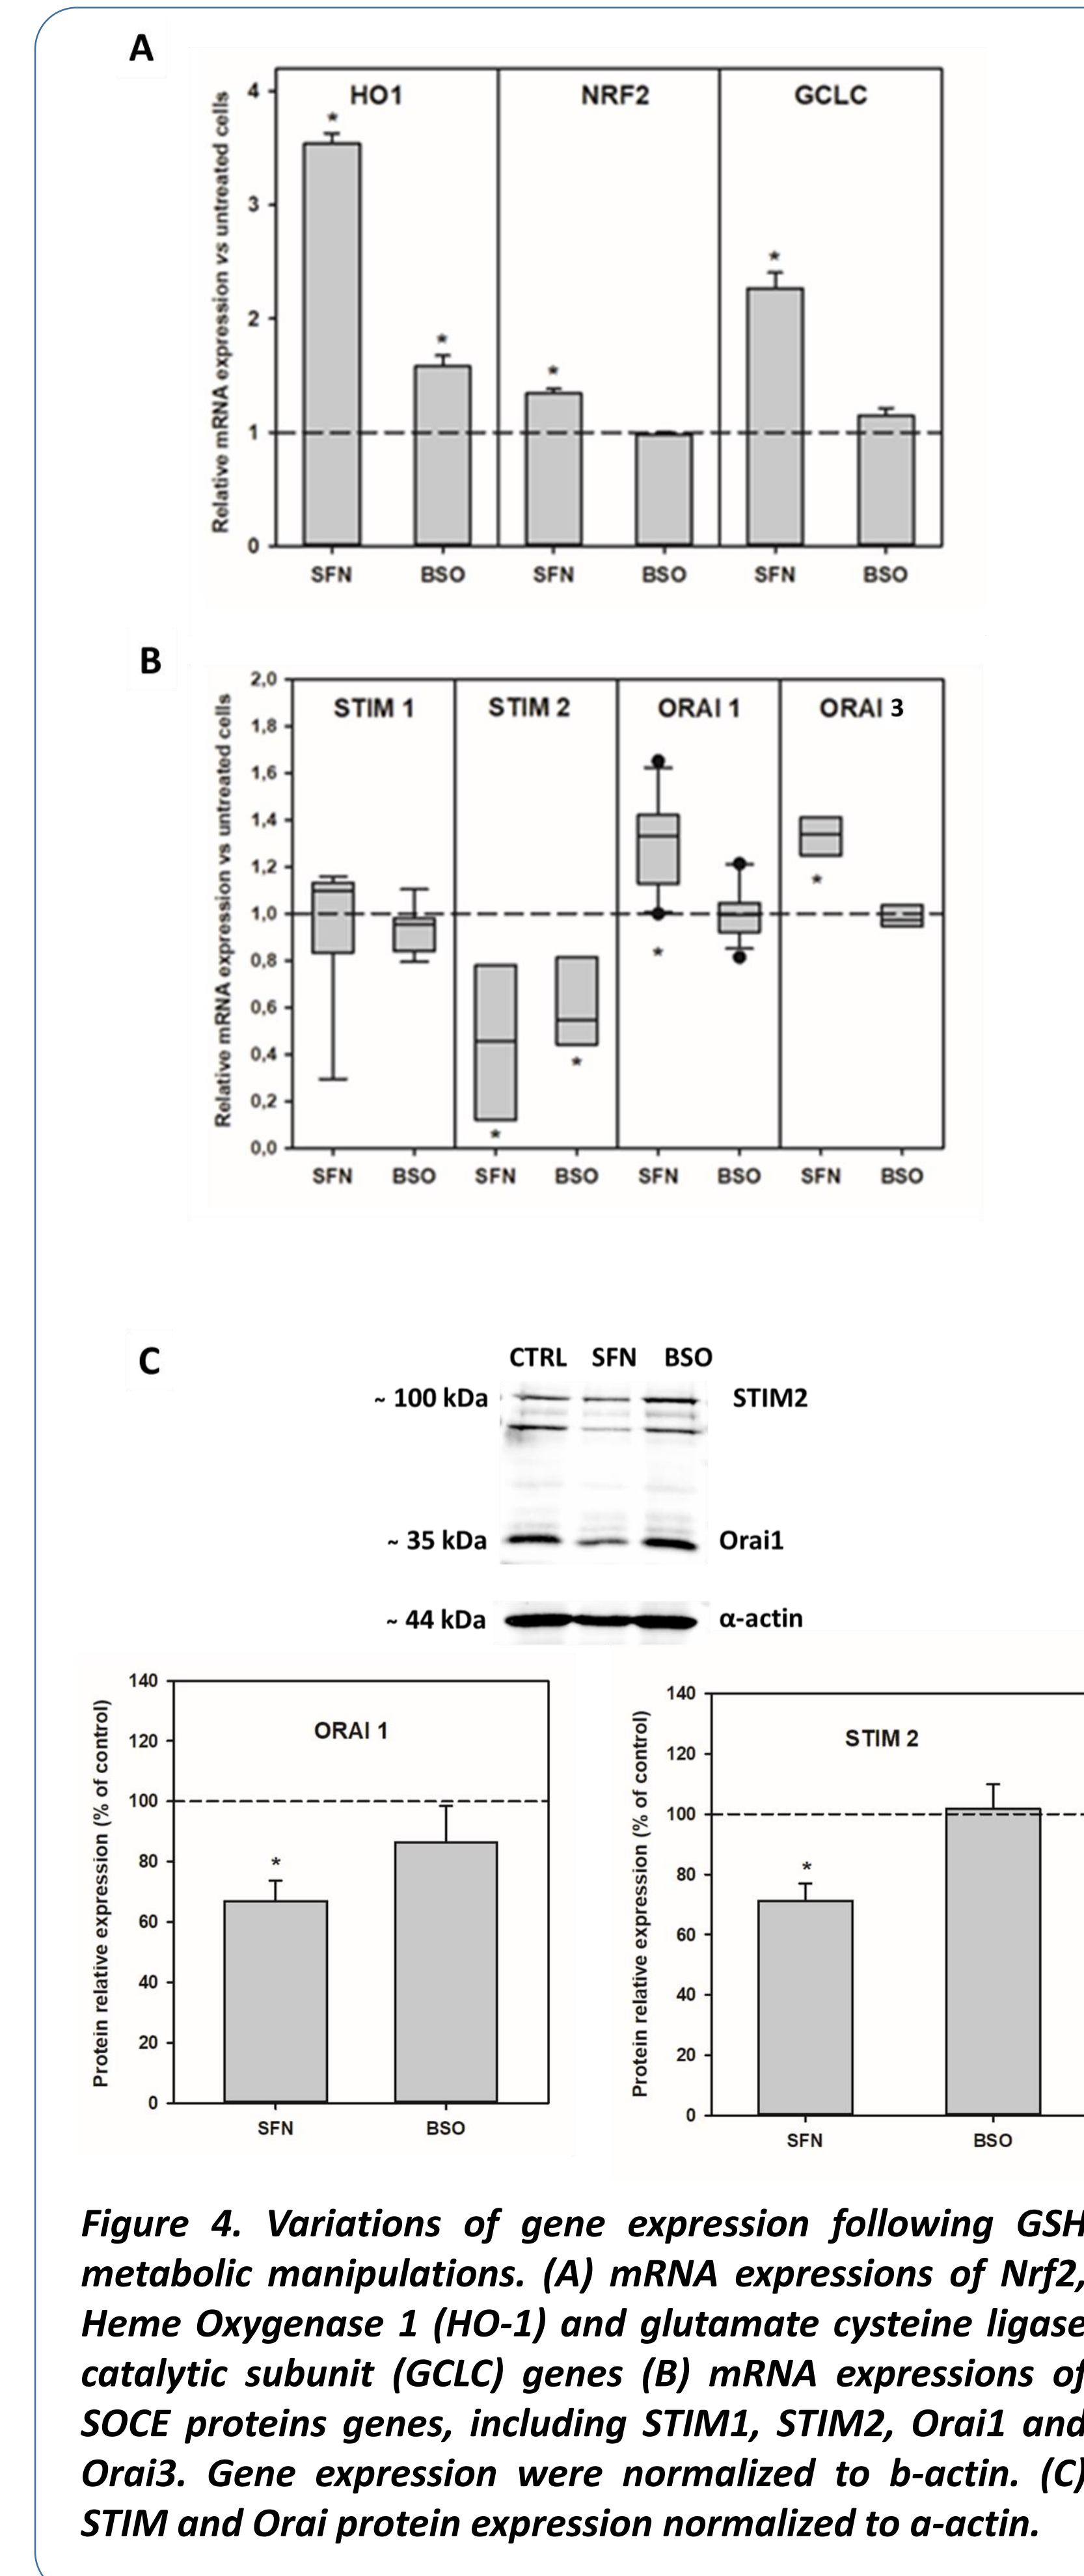 A
Relative mRNA expression vs untreated cells
HO1 NRF2 GCLC
4
3
2
1
0
* * * *
SFN BSO SFN BSO SFN BSO
B
Relative mRNA expression vs untreated cells
STIM 1 STIM 2 ORAI 1 ORAI 3
2,0
1,8
1,6
1,4
1,2
1,0
0,8
0,6
0,4
0,2
0,0
* * * *
SFN BSO SFN BSO SFN BSO SFN BSO
C
CTRL SFN BSO
~ 100 kDa STIM2
~ 35 kDa Orai1
~ 44 kDa α-actin
Protein relative expression (% of control)
ORAI 1
140
120
100
80
60
40
20
0
*
SFN BSO
Protein relative expression (% of control)
STIM 2
140
120
100
80
60
40
20
0
*
SFN BSO
Figure 4. Variations of gene expression following GSH
metabolic manipulations. (A) mRNA expressions of Nrf2,
Heme Oxygenase 1 (HO-1) and glutamate cysteine ligase
catalytic subunit (GCLC) genes (B) mRNA expressions of
SOCE proteins genes, including STIM1, STIM2, Orai1 and
Orai3. Gene expression were normalized to b-actin. (C)
STIM and Orai protein expression normalized to a-actin.